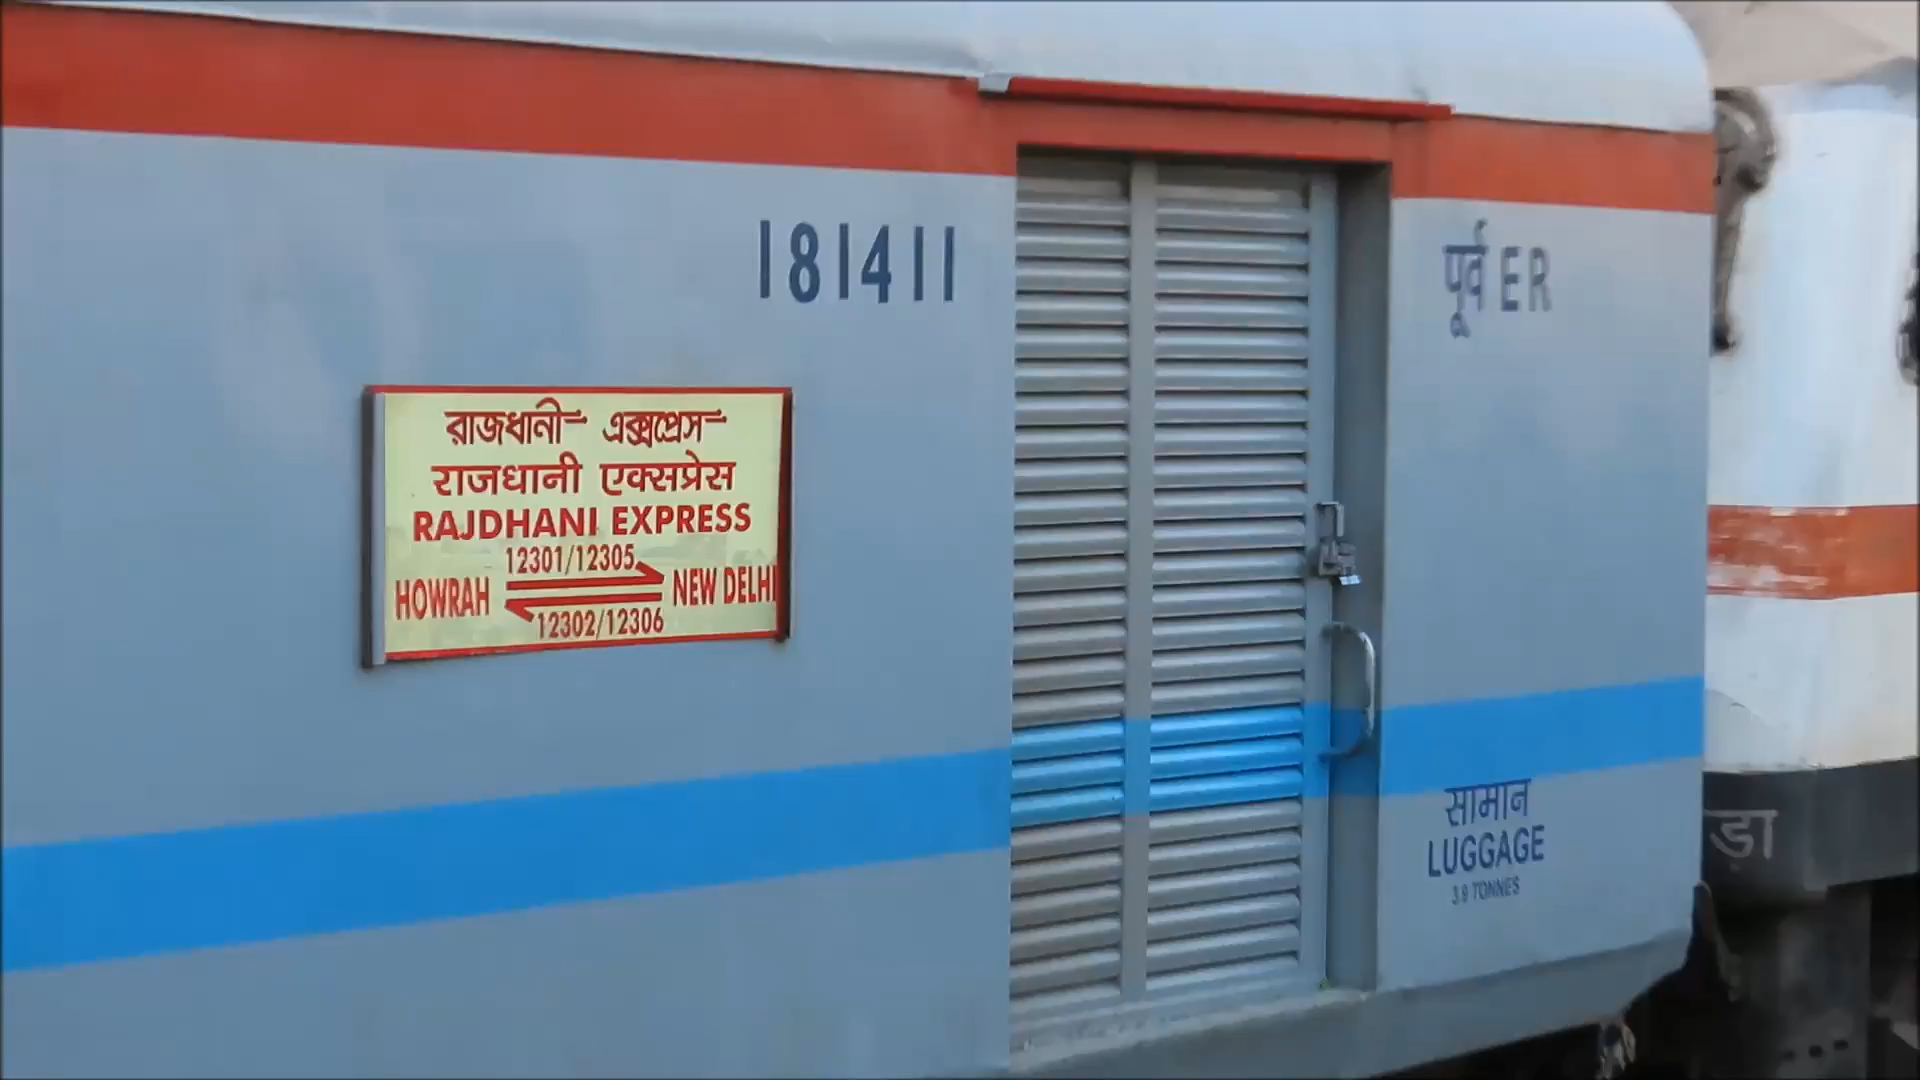 181411
पूर्व ER
রাজধানী এক্সপ্রেস
राजधानी एक्सप्रेस
RAJDHANI EXPRESS
12301/12305
HOWRAH NEW DELHI
12302/12306
सामान
LUGGAGE
3.9 TONNES
ड़ा